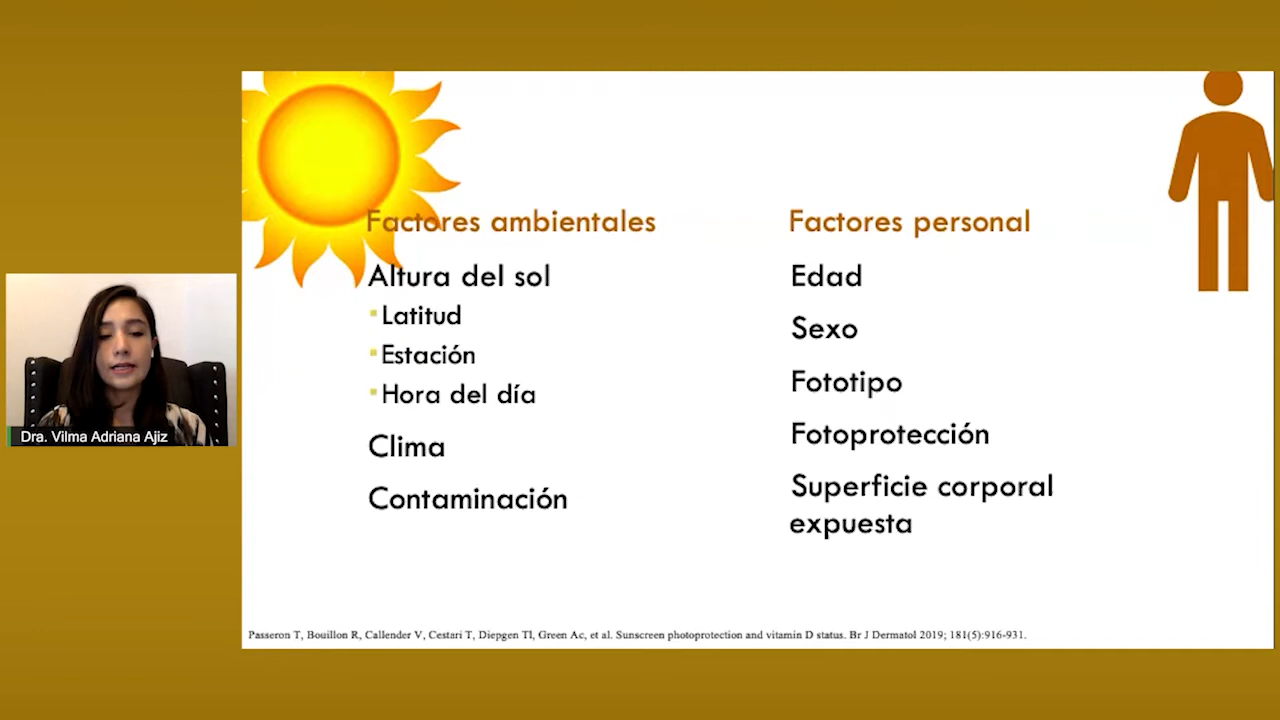 Factores ambientales
Altura del sol
Latitud
Estación
Hora del día
Clima
Contaminación
Factores personal
Edad
Sexo
Fototipo
Fotoprotección
Superficie corporal
expuesta
Dra. Vilma Adriana Ajiz
Passeron T, Bouillon R, Callender V, Cestari T, Diepgen Tl, Green Ac, et al. Sunscreen photoprotection and vitamin D status. Br J Dermatol 2019; 181(5):916-931.